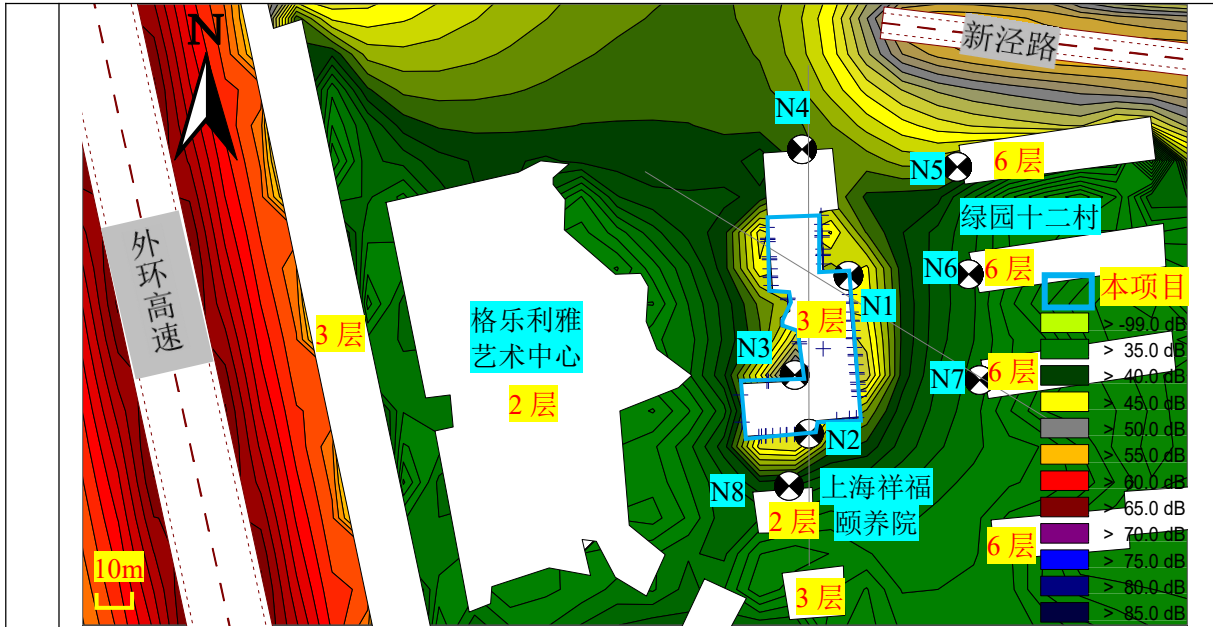 N
新泾路
N4
N5
6 层
绿园十二村
外环高速
3 层
N6
6 层
本项目
N1
格乐利雅
艺术中心
3 层
N3
2 层
N7
6 层
N2
N8
上海祥福
颐养院
2 层
6 层
10m
3 层
> -99.0 dB
> 35.0 dB
> 40.0 dB
> 45.0 dB
> 50.0 dB
> 55.0 dB
> 60.0 dB
> 65.0 dB
> 70.0 dB
> 75.0 dB
> 80.0 dB
> 85.0 dB